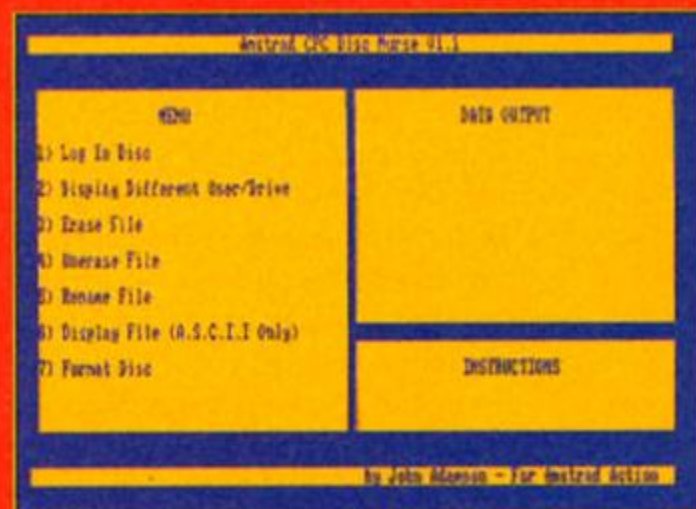 Amstrad CPC Disc Nurse V1.1
MENU
1) Log In Disc
2) Display Different User/Drive
3) Erase File
4) Unerase File
5) Rename File
6) Display File (A.S.C.I.I Only)
7) Format Disc
DATA OUTPUT
INSTRUCTIONS
by John Adamson - For Amstrad Action